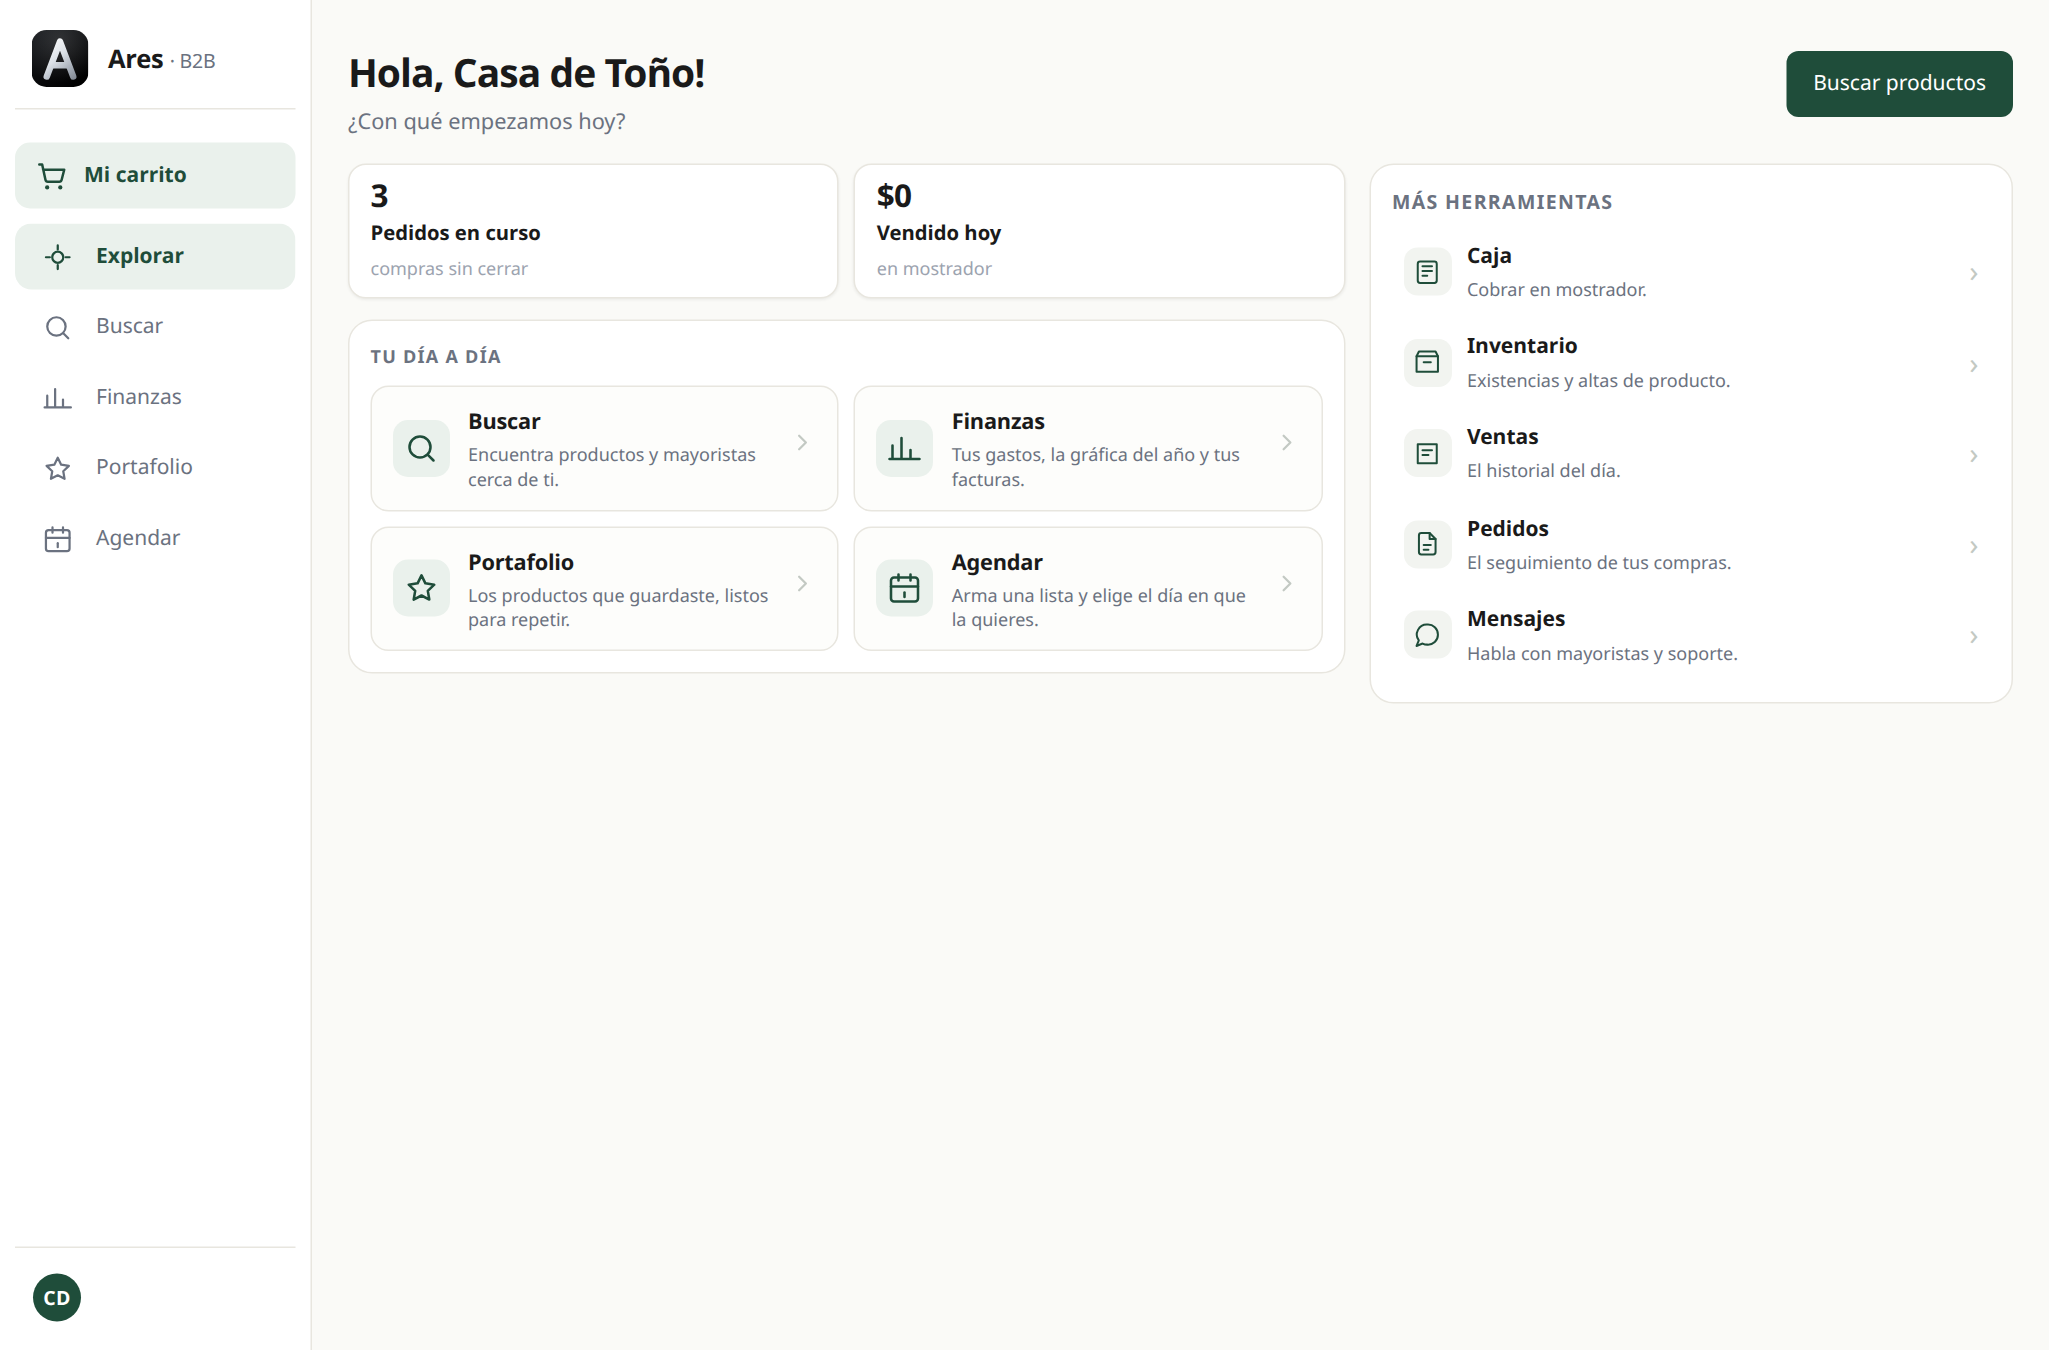 Ares · B2B
Mi carrito
Explorar
Buscar
Finanzas
Portafolio
Agendar
CD
Hola, Casa de Toño!
¿Con qué empezamos hoy?
Buscar productos
3
Pedidos en curso
compras sin cerrar
$0
Vendido hoy
en mostrador
TU DÍA A DÍA
Buscar
Encuentra productos y mayoristas
cerca de ti.
Finanzas
Tus gastos, la gráfica del año y tus
facturas.
Portafolio
Los productos que guardaste, listos
para repetir.
Agendar
Arma una lista y elige el día en que
la quieres.
MÁS HERRAMIENTAS
Caja
Cobrar en mostrador.
Inventario
Existencias y altas de producto.
Ventas
El historial del día.
Pedidos
El seguimiento de tus compras.
Mensajes
Habla con mayoristas y soporte.